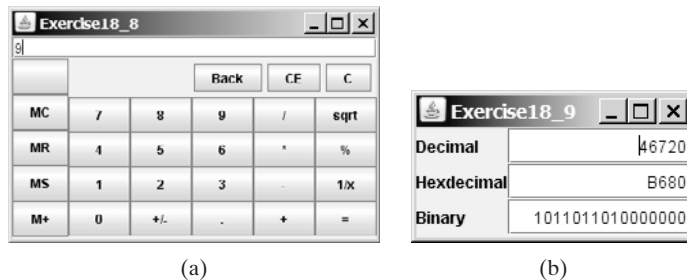 Exercise18_8
9
Back CE C
MC 7 8 9 / sqrt
MR 4 5 6 * %
MS 1 2 3 - 1/x
M+ 0 +/- . + =
(a)
Exercise18_9
Decimal 46720
Hexdecimal B680
Binary 1011011010000000
(b)